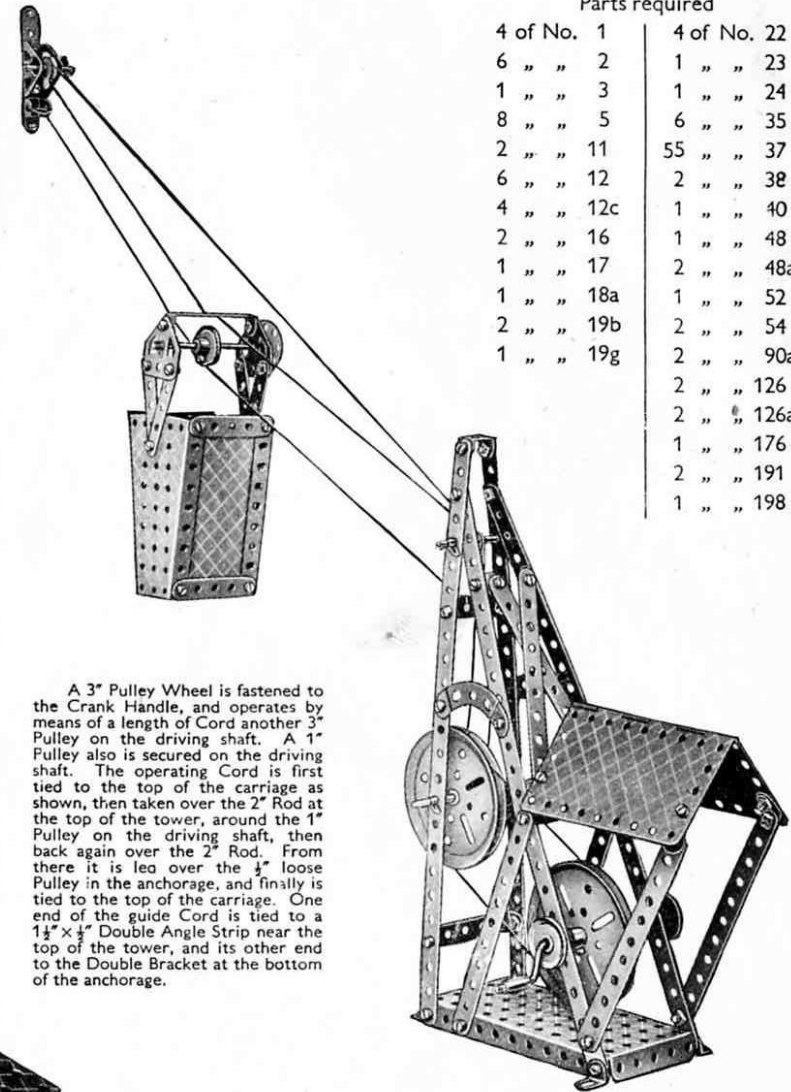 Parts required
4 of No. 1
6 „ „ 2
1 „ „ 3
8 „ „ 5
2 „ „ 11
6 „ „ 12
4 „ „ 12c
2 „ „ 16
1 „ „ 17
1 „ „ 18a
2 „ „ 19b
1 „ „ 19g
4 of No. 22
1 „ „ 23
1 „ „ 24
6 „ „ 35
55 „ „ 37
2 „ „ 38
1 „ „ 40
1 „ „ 48
2 „ „ 48a
1 „ „ 52
2 „ „ 54
2 „ „ 90a
2 „ „ 126
2 „ „ 126a
1 „ „ 176
2 „ „ 191
1 „ „ 198
A 3" Pulley Wheel is fastened to
the Crank Handle, and operates by
means of a length of Cord another 3"
Pulley on the driving shaft. A 1"
Pulley also is secured on the driving
shaft. The operating Cord is first
tied to the top of the carriage as
shown, then taken over the 2" Rod at
the top of the tower, around the 1"
Pulley on the driving shaft, then
back again over the 2" Rod. From
there it is led over the ½" loose
Pulley in the anchorage, and finally is
tied to the top of the carriage. One
end of the guide Cord is tied to a
1½" × ½" Double Angle Strip near the
top of the tower, and its other end
to the Double Bracket at the bottom
of the anchorage.